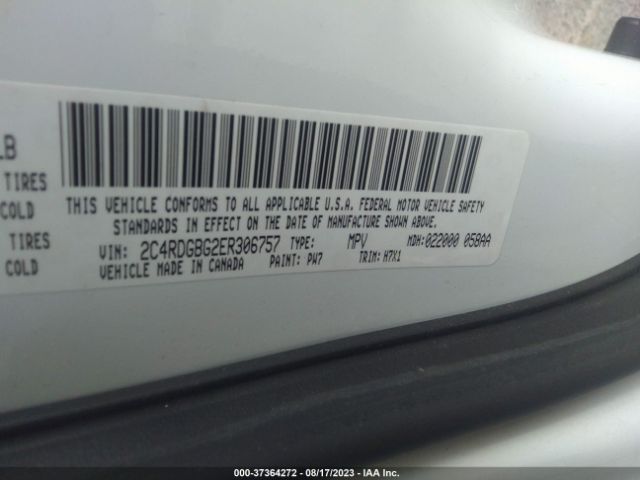 LB
TIRES
COLD
TIRES
COLD
THIS VEHICLE CONFORMS TO ALL APPLICABLE U.S.A. FEDERAL MOTOR VEHICLE SAFETY
STANDARDS IN EFFECT ON THE DATE OF MANUFACTURE SHOWN ABOVE.
VIN: 2C4RDGBG2ER306757 TYPE: MPV MDH:022000 058AA
VEHICLE MADE IN CANADA PAINT: PW7 TRIM: H7X1
000-37364272 - 08/17/2023 - IAA Inc.